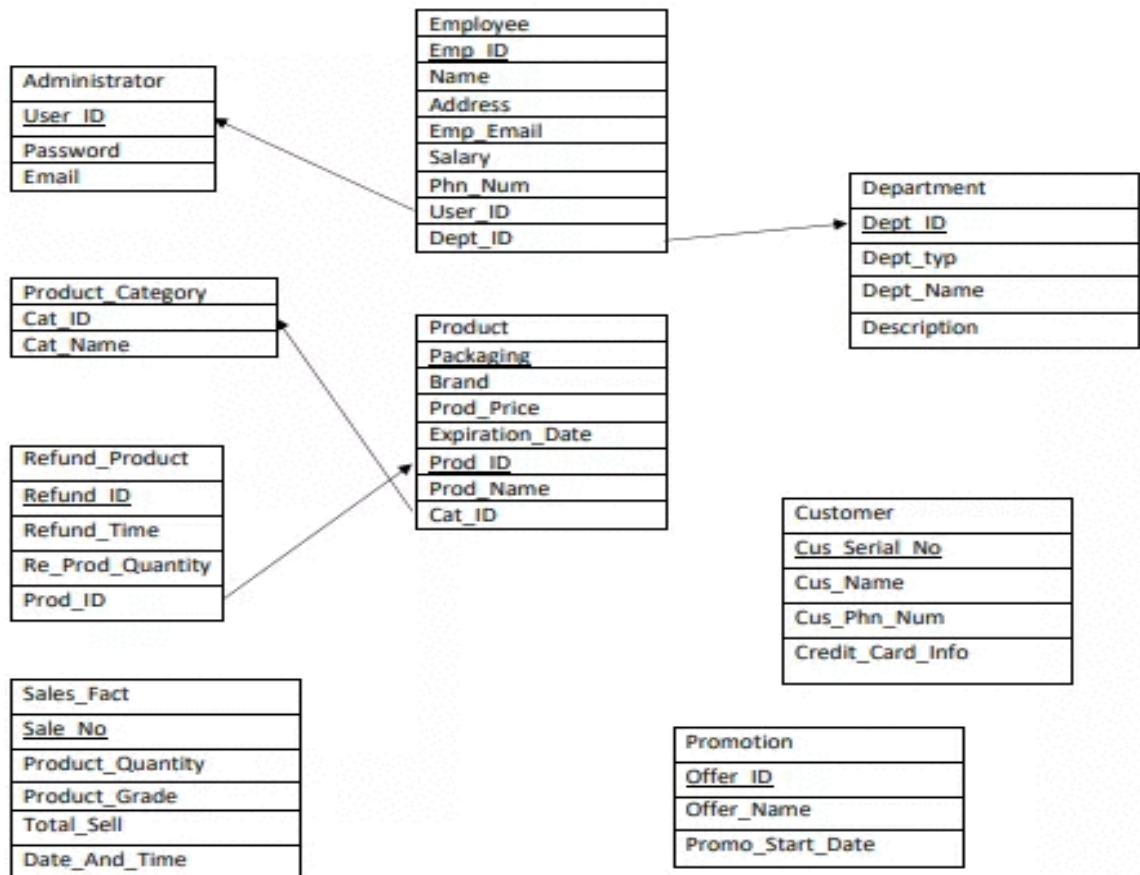 Employee
Emp_ID
Name
Address
Emp_Email
Salary
Phn_Num
User_ID
Dept_ID
Administrator
User_ID
Password
Email
Department
Dept_ID
Dept_typ
Dept_Name
Description
Product_Category
Cat_ID
Cat_Name
Product
Packaging
Brand
Prod_Price
Expiration_Date
Prod_ID
Prod_Name
Cat_ID
Refund_Product
Refund_ID
Refund_Time
Re_Prod_Quantity
Prod_ID
Customer
Cus_Serial_No
Cus_Name
Cus_Phn_Num
Credit_Card_Info
Sales_Fact
Sale_No
Product_Quantity
Product_Grade
Total_Sell
Date_And_Time
Promotion
Offer_ID
Offer_Name
Promo_Start_Date